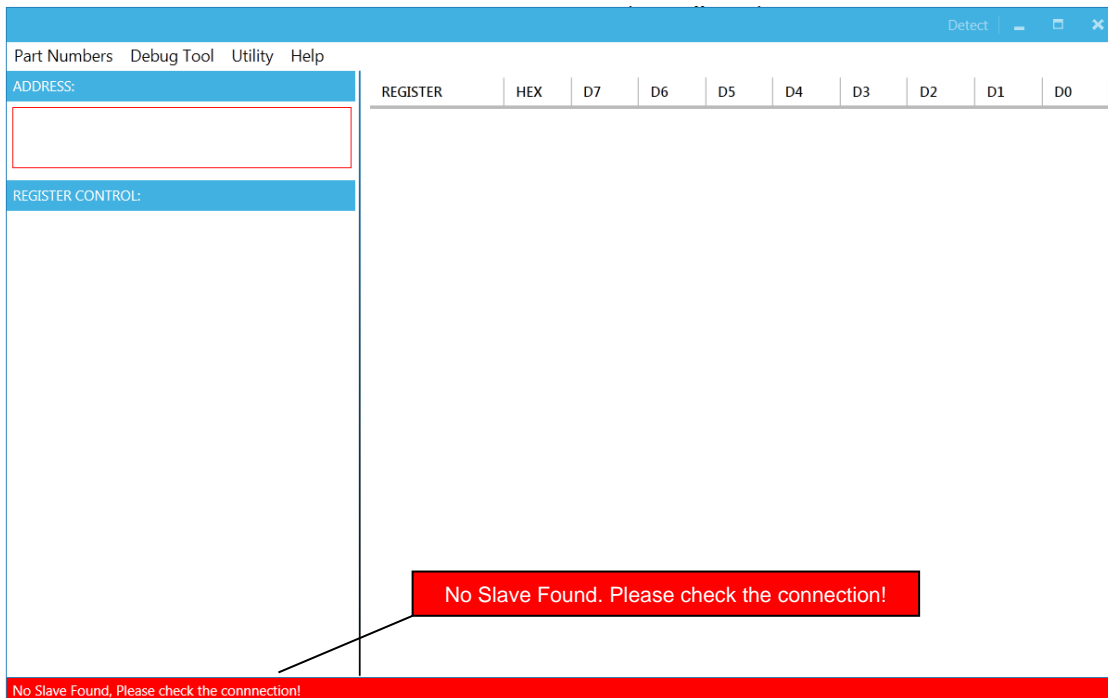 Detect
Part Numbers Debug Tool Utility Help
ADDRESS:
REGISTER HEX D7 D6 D5 D4 D3 D2 D1 D0
REGISTER CONTROL:
No Slave Found. Please check the connection!
No Slave Found, Please check the connnection!